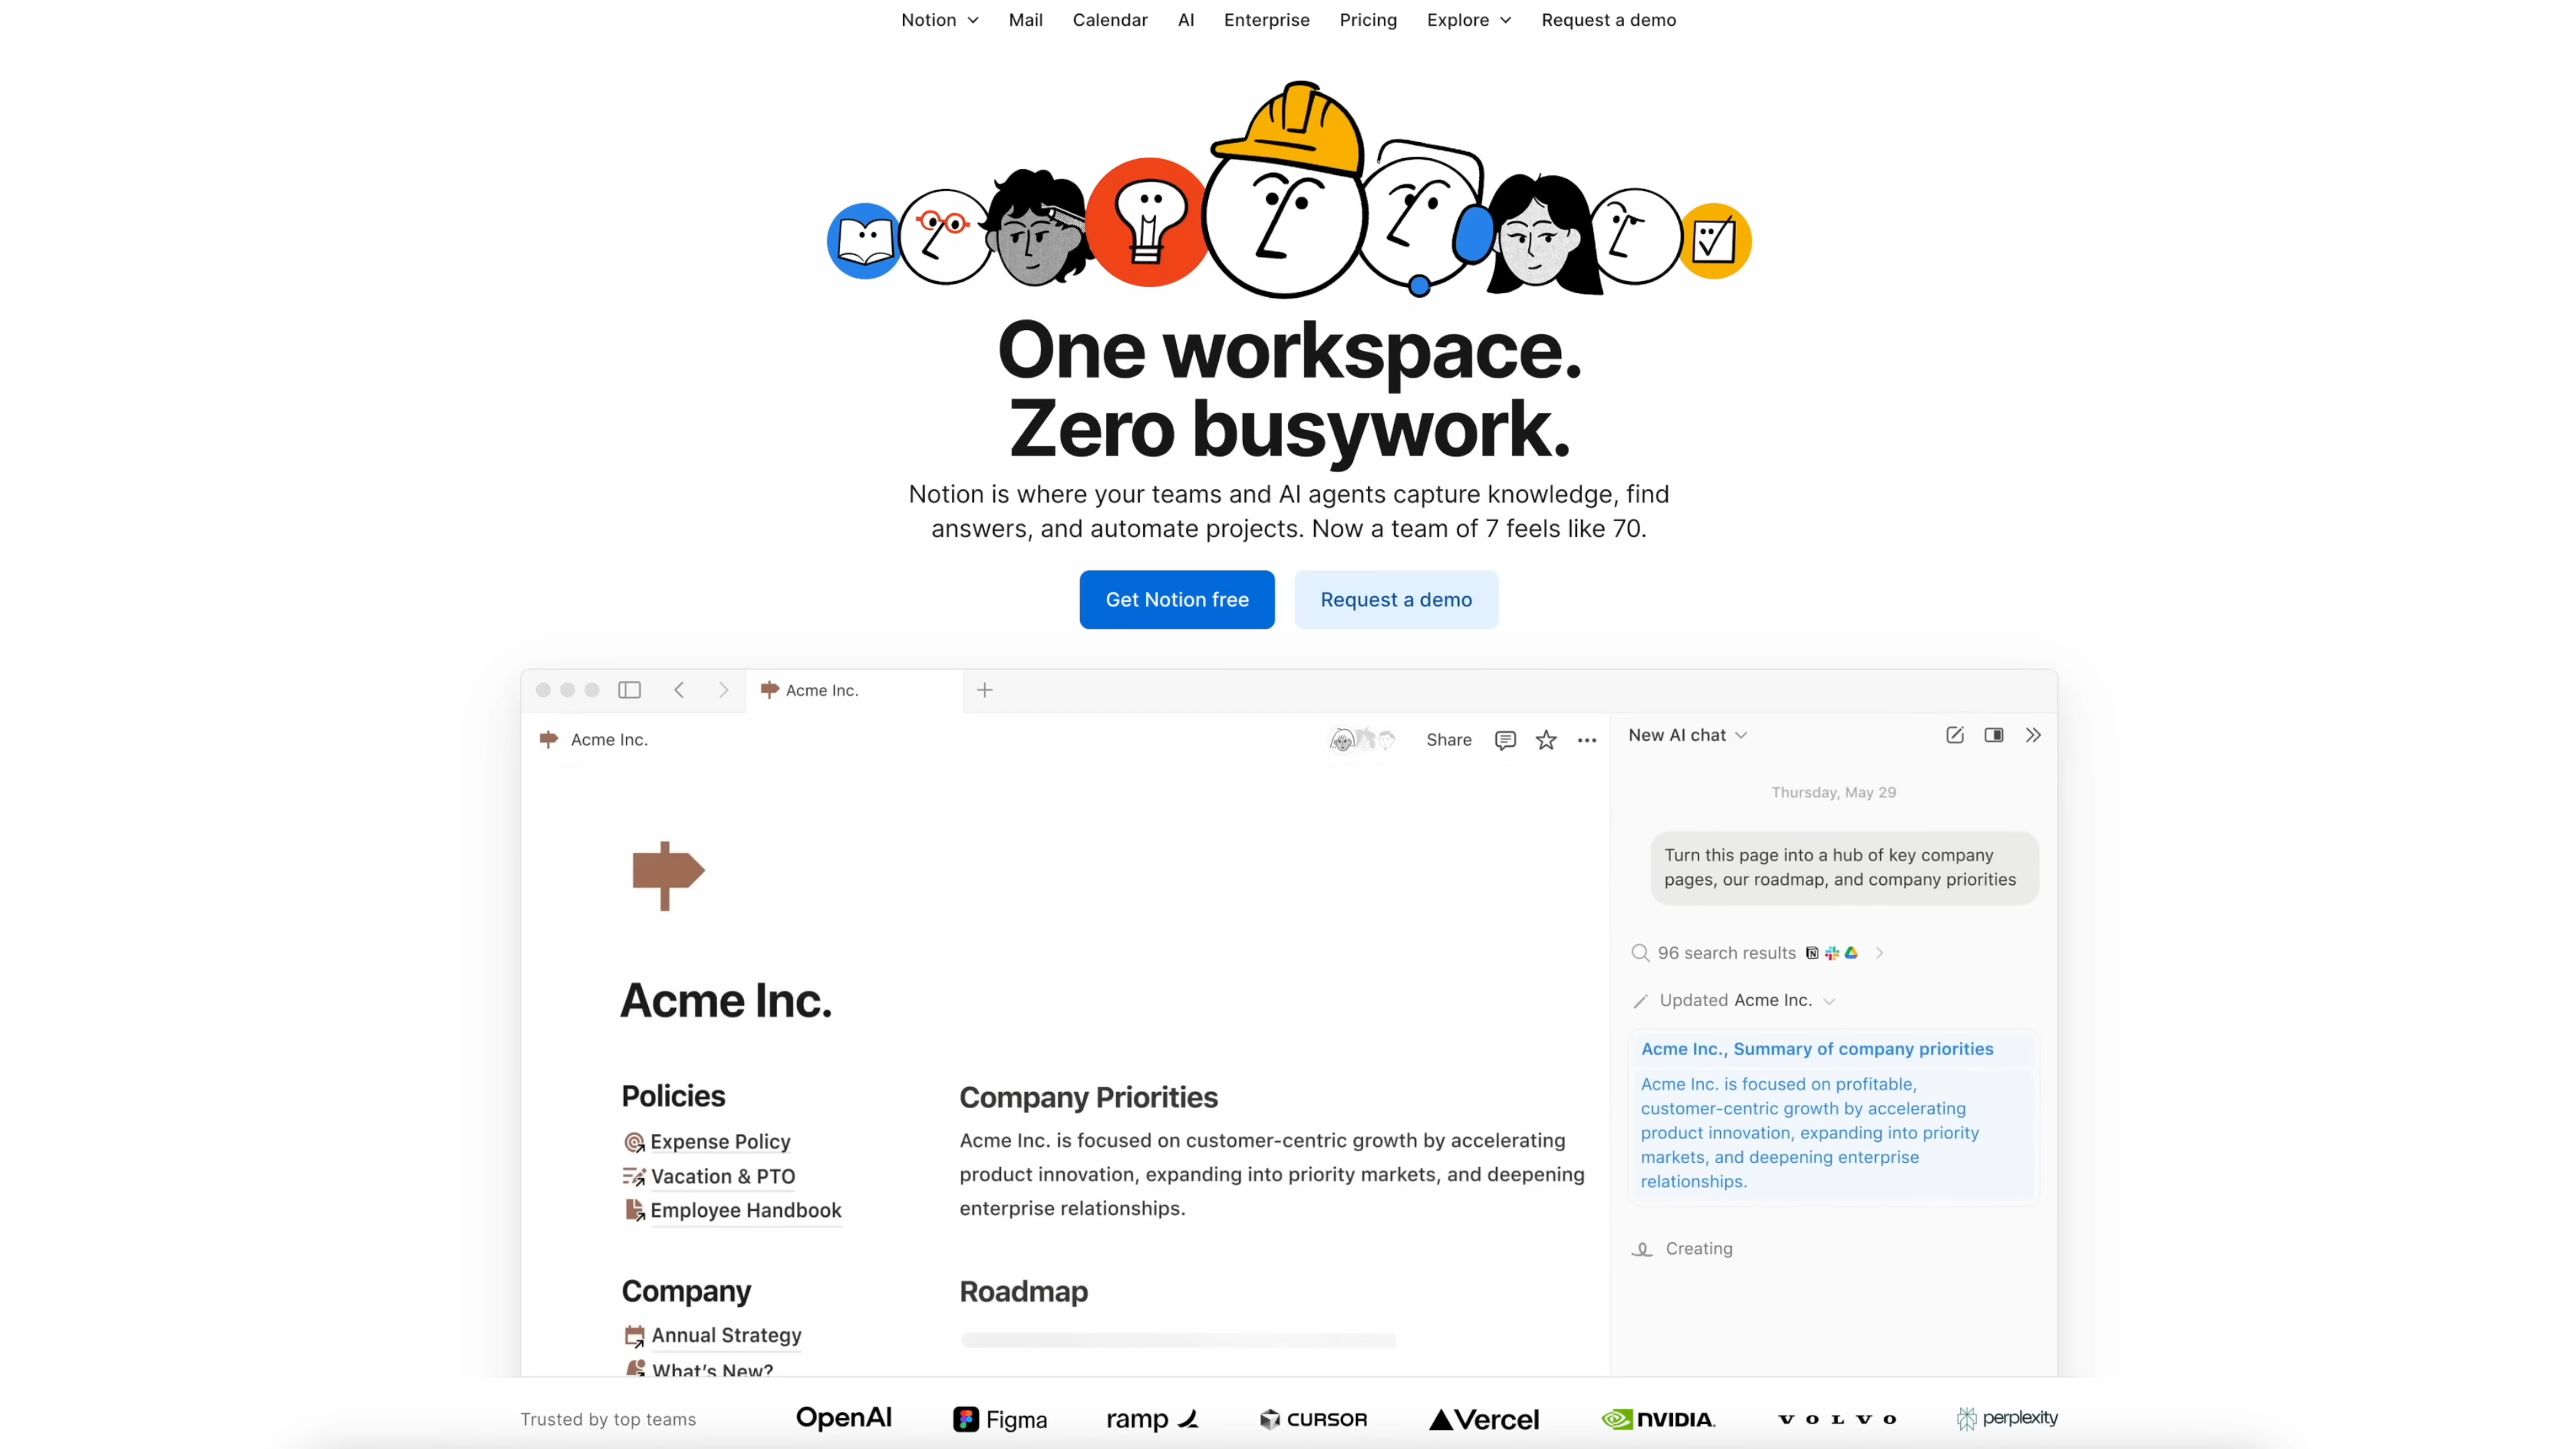 Notion Mail Calendar AI Enterprise Pricing Explore Request a demo
One workspace.
Zero busywork.
Notion is where your teams and AI agents capture knowledge, find
answers, and automate projects. Now a team of 7 feels like 70.
Get Notion free Request a demo
Acme Inc.
Acme Inc. Share
Acme Inc.
Policies
Expense Policy
Vacation & PTO
Employee Handbook
Company
Annual Strategy
What's New?
Company Priorities
Acme Inc. is focused on customer-centric growth by accelerating
product innovation, expanding into priority markets, and deepening
enterprise relationships.
Roadmap
New AI chat
Thursday, May 29
Turn this page into a hub of key company
pages, our roadmap, and company priorities
96 search results
Updated Acme Inc.
Acme Inc., Summary of company priorities
Acme Inc. is focused on profitable,
customer-centric growth by accelerating
product innovation, expanding into priority
markets, and deepening enterprise
relationships.
Creating
Trusted by top teams OpenAI Figma ramp CURSOR Vercel NVIDIA. VOLVO perplexity